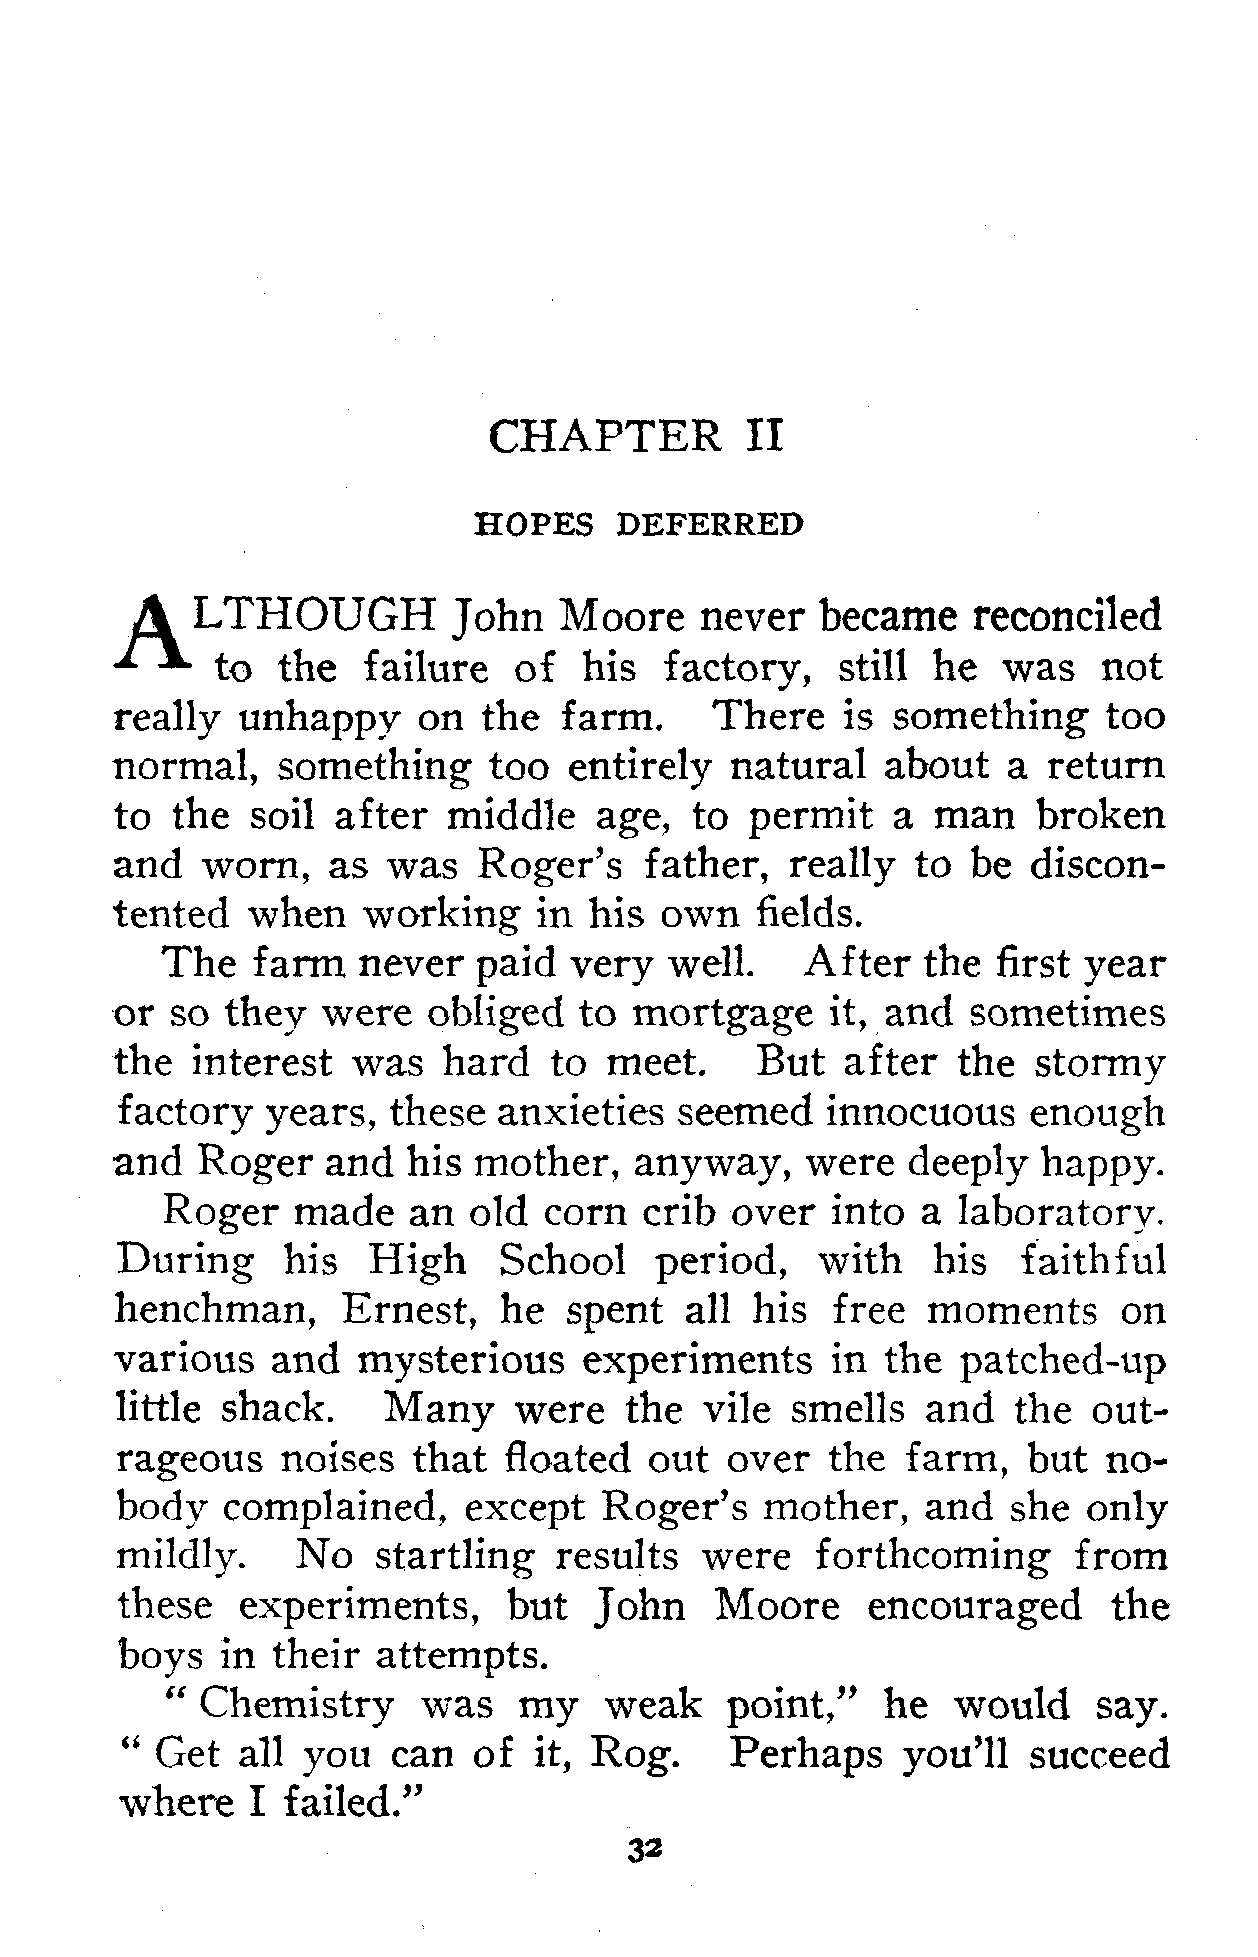 CHAPTER II
HOPES DEFERRED
ALTHOUGH John Moore never became reconciled
to the failure of his factory, still he was not
really unhappy on the farm. There is something too
normal, something too entirely natural about a return
to the soil after middle age, to permit a man broken
and worn, as was Roger's father, really to be discon-
tented when working in his own fields.
The farm never paid very well. After the first year
or so they were obliged to mortgage it, and sometimes
the interest was hard to meet. But after the stormy
factory years, these anxieties seemed innocuous enough
and Roger and his mother, anyway, were deeply happy.
Roger made an old corn crib over into a laboratory.
During his High School period, with his faithful
henchman, Ernest, he spent all his free moments on
various and mysterious experiments in the patched-up
little shack. Many were the vile smells and the out-
rageous noises that floated out over the farm, but no-
body complained, except Roger's mother, and she only
mildly. No startling results were forthcoming from
these experiments, but John Moore encouraged the
boys in their attempts.
" Chemistry was my weak point," he would say.
" Get all you can of it, Rog. Perhaps you'll succeed
where I failed."
32